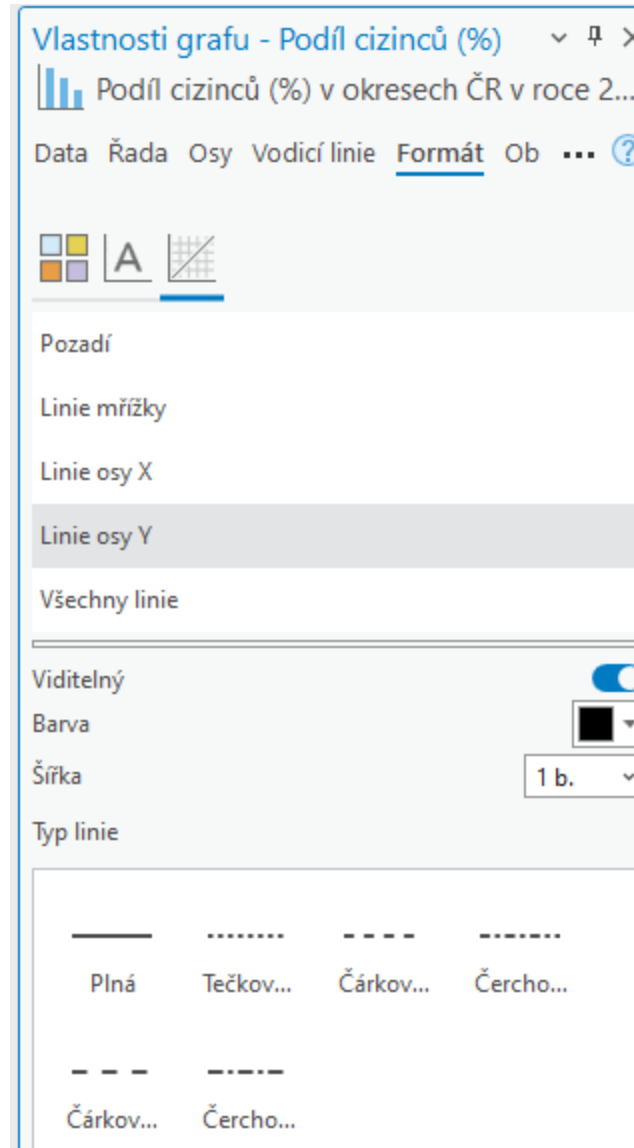 Vlastnosti grafu - Podíl cizinců (%)
Podíl cizinců (%) v okresech ČR v roce 2...
Data Řada Osy Vodicí linie Formát Ob ... ?
A
Pozadí
Linie mřížky
Linie osy X
Linie osy Y
Všechny linie
Viditelný
Barva
Šířka 1 b.
Typ linie
Plná Tečkov... Čárkov... Čercho...
Čárkov... Čercho...